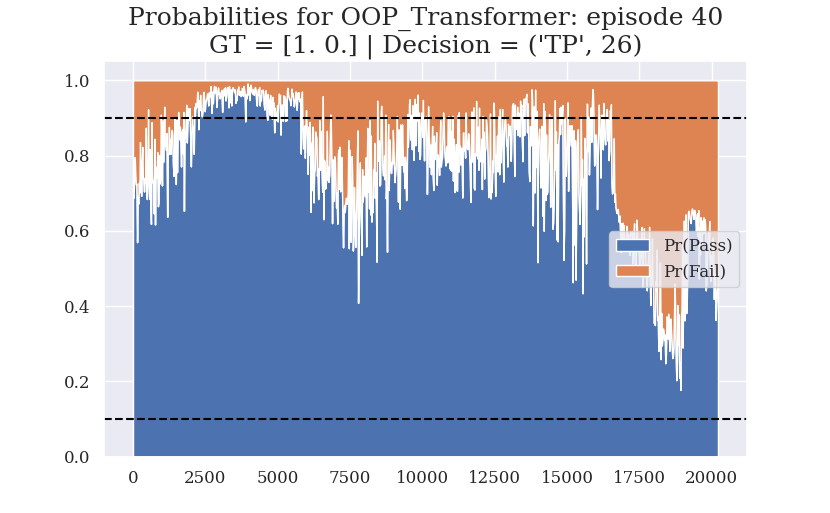 Probabilities for OOP_Transformer: episode 40
GT = [1. 0.] | Decision = ('TP', 26)
1.0
0.8
0.6
0.4
0.2
0.0
Pr(Pass)
Pr(Fail)
0 2500 5000 7500 10000 12500 15000 17500 20000